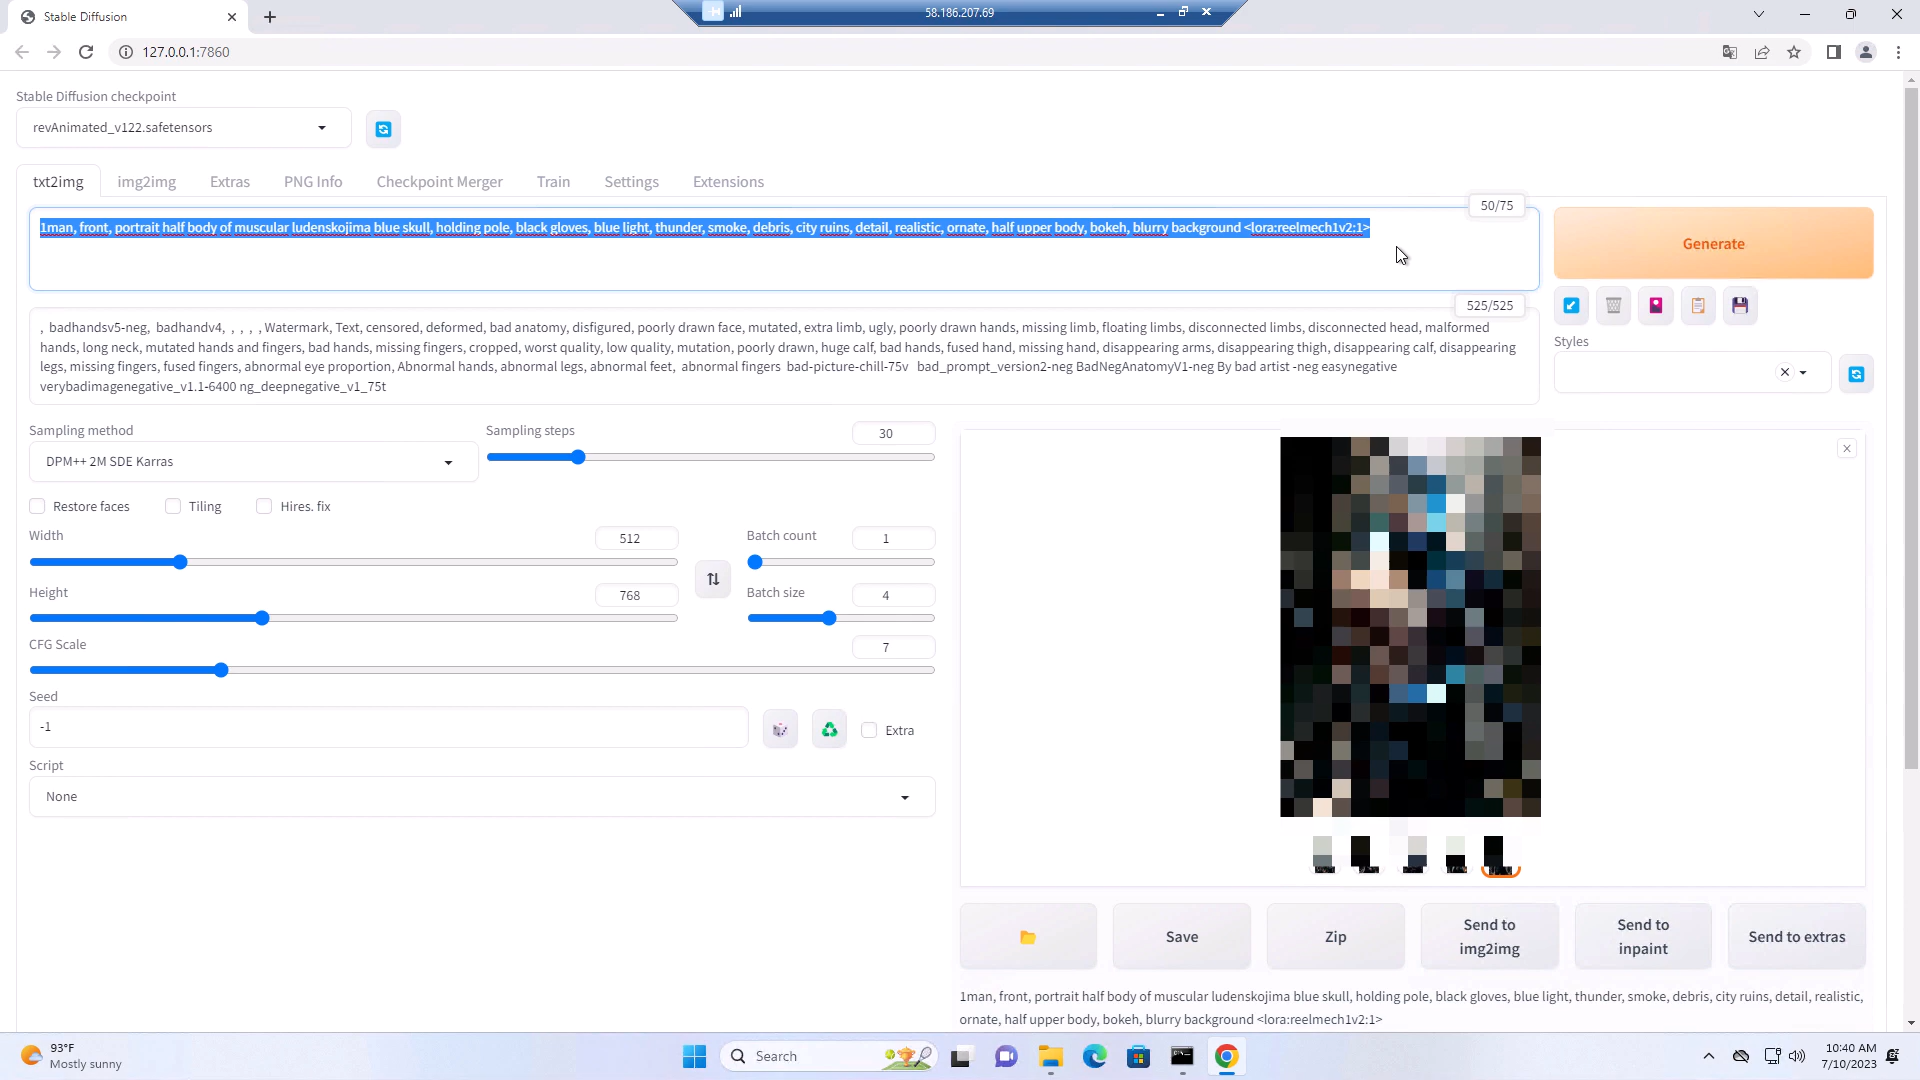 Stable Diffusion
58.186.207.69
127.0.0.1:7860
Stable Diffusion checkpoint
revAnimated_v122.safetensors
txt2img
img2img
Extras
PNG Info
Checkpoint Merger
Train
Settings
Extensions
50/75
1man, front, portrait half body of muscular ludenskojima blue skull, holding pole, black gloves, blue light, thunder, smoke, debris, city ruins, detail, realistic, ornate, half upper body, bokeh, blurry background <lora:reelmech1v2:1>
Generate
525/525
, badhandsv5-neg, badhandv4, , , , , Watermark, Text, censored, deformed, bad anatomy, disfigured, poorly drawn face, mutated, extra limb, ugly, poorly drawn hands, missing limb, floating limbs, disconnected limbs, disconnected head, malformed
hands, long neck, mutated hands and fingers, bad hands, missing fingers, cropped, worst quality, low quality, mutation, poorly drawn, huge calf, bad hands, fused hand, missing hand, disappearing arms, disappearing thigh, disappearing calf, disappearing
legs, missing fingers, fused fingers, abnormal eye proportion, Abnormal hands, abnormal legs, abnormal feet, abnormal fingers bad-picture-chill-75v bad_prompt_version2-neg BadNegAnatomyV1-neg By bad artist -neg easynegative
verybadimagenegative_v1.1-6400 ng_deepnegative_v1_75t
Styles
Sampling method
DPM++ 2M SDE Karras
Sampling steps
30
Restore faces
Tiling
Hires. fix
Width
512
Batch count
1
Height
768
Batch size
4
CFG Scale
7
Seed
-1
Extra
Script
None
Save
Zip
Send to
img2img
Send to
inpaint
Send to extras
1man, front, portrait half body of muscular ludenskojima blue skull, holding pole, black gloves, blue light, thunder, smoke, debris, city ruins, detail, realistic,
ornate, half upper body, bokeh, blurry background <lora:reelmech1v2:1>
93°F
Mostly sunny
Search
10:40 AM
7/10/2023